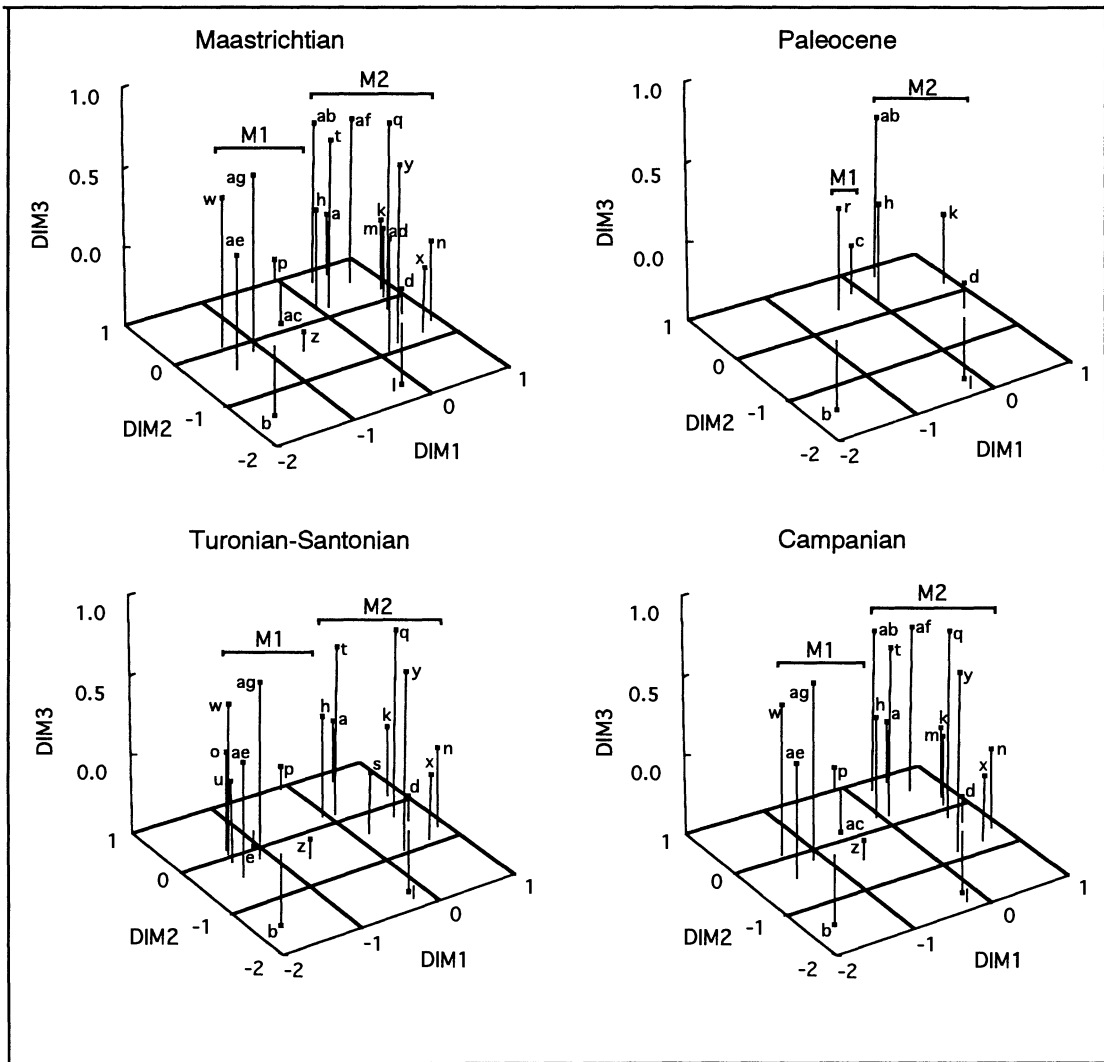 Maastrichtian
1.0
0.5
0.0
DIM3
M1
M2
ab
af
q
t
y
w
ag
h
a
k
m
ad
n
ae
p
x
d
ac
z
l
b
1
0
-1
-2
DIM2
-2
-1
0
1
DIM1
Paleocene
1.0
0.5
0.0
DIM3
M1
M2
ab
r
h
k
c
d
l
b
1
0
-1
-2
DIM2
-2
-1
0
1
DIM1
Turonian-Santonian
1.0
0.5
0.0
DIM3
M1
M2
q
t
y
ag
w
h
a
k
o
ae
n
u
p
s
x
d
e
z
l
b
1
0
-1
-2
DIM2
-2
-1
0
1
DIM1
Campanian
1.0
0.5
0.0
DIM3
M1
M2
ab
af
q
t
y
ag
w
h
a
k
m
n
ae
p
x
d
ac
z
l
b
1
0
-1
-2
DIM2
-2
-1
0
1
DIM1